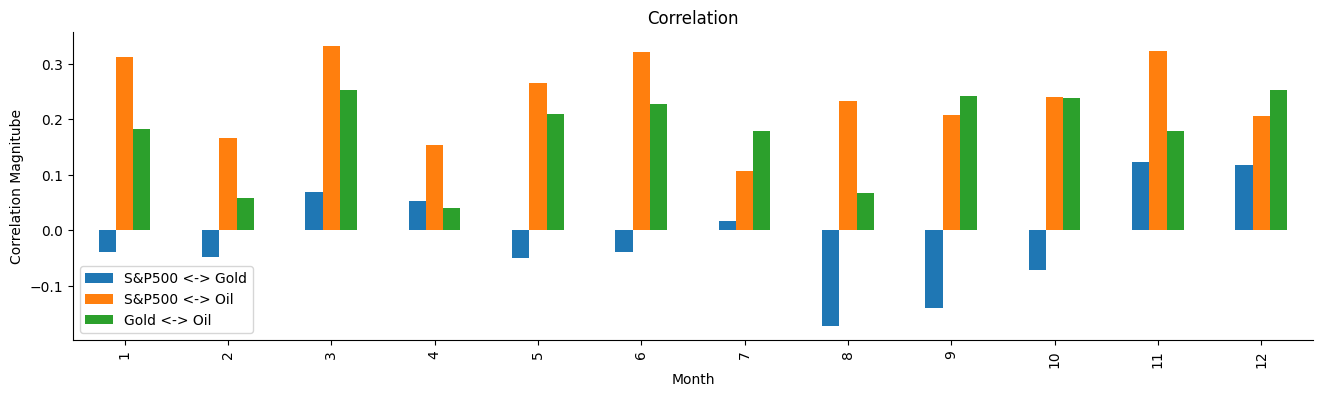 Correlation
Correlation Magnitube
0.3
0.2
0.1
0.0
−0.1
S&P500 <-> Gold
S&P500 <-> Oil
Gold <-> Oil
1 2 3 4 5 6 7 8 9 10 11 12
Month